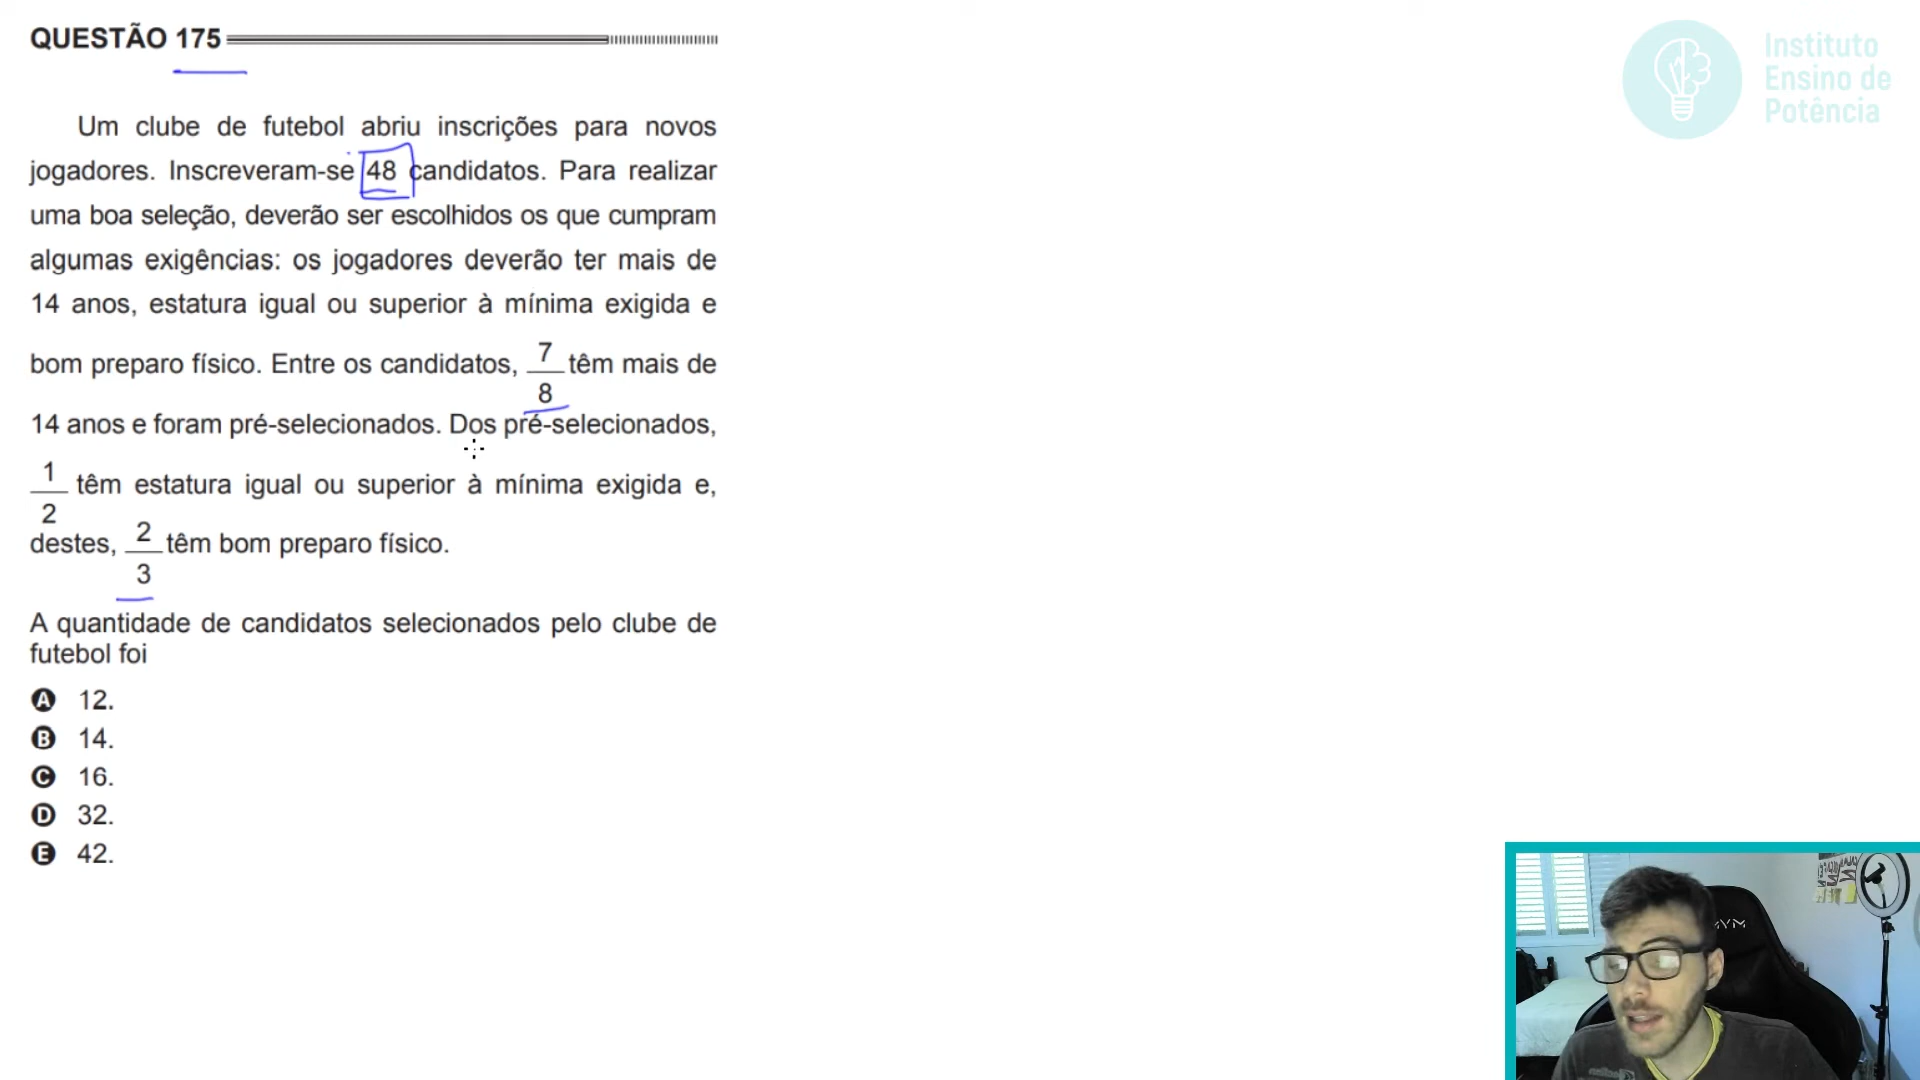 QUESTÃO 175
Instituto
Ensino de
Potência
Um clube de futebol abriu inscrições para novos
jogadores. Inscreveram-se 48 candidatos. Para realizar
uma boa seleção, deverão ser escolhidos os que cumpram
algumas exigências: os jogadores deverão ter mais de
14 anos, estatura igual ou superior à mínima exigida e
bom preparo físico. Entre os candidatos, 7/8 têm mais de
14 anos e foram pré-selecionados. Dos pré-selecionados,
1/2 têm estatura igual ou superior à mínima exigida e,
destes, 2/3 têm bom preparo físico.
A quantidade de candidatos selecionados pelo clube de
futebol foi
A 12.
B 14.
C 16.
D 32.
E 42.